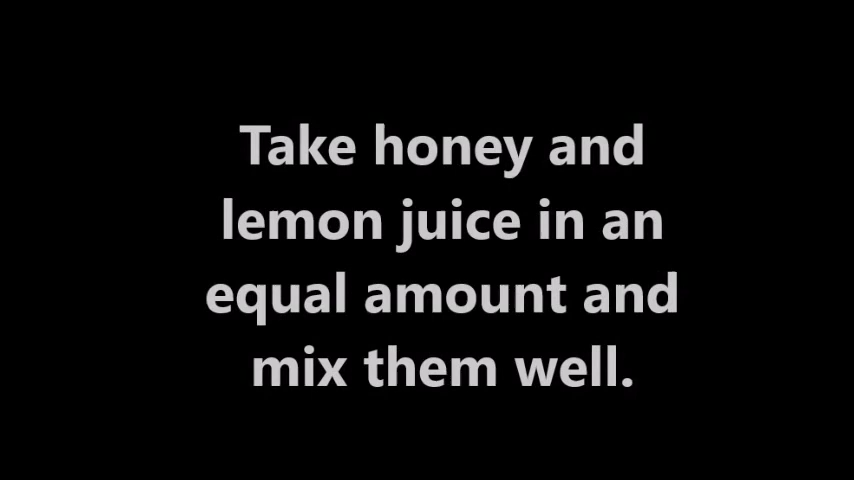 Take honey and
lemon juice in an
equal amount and
mix them well.